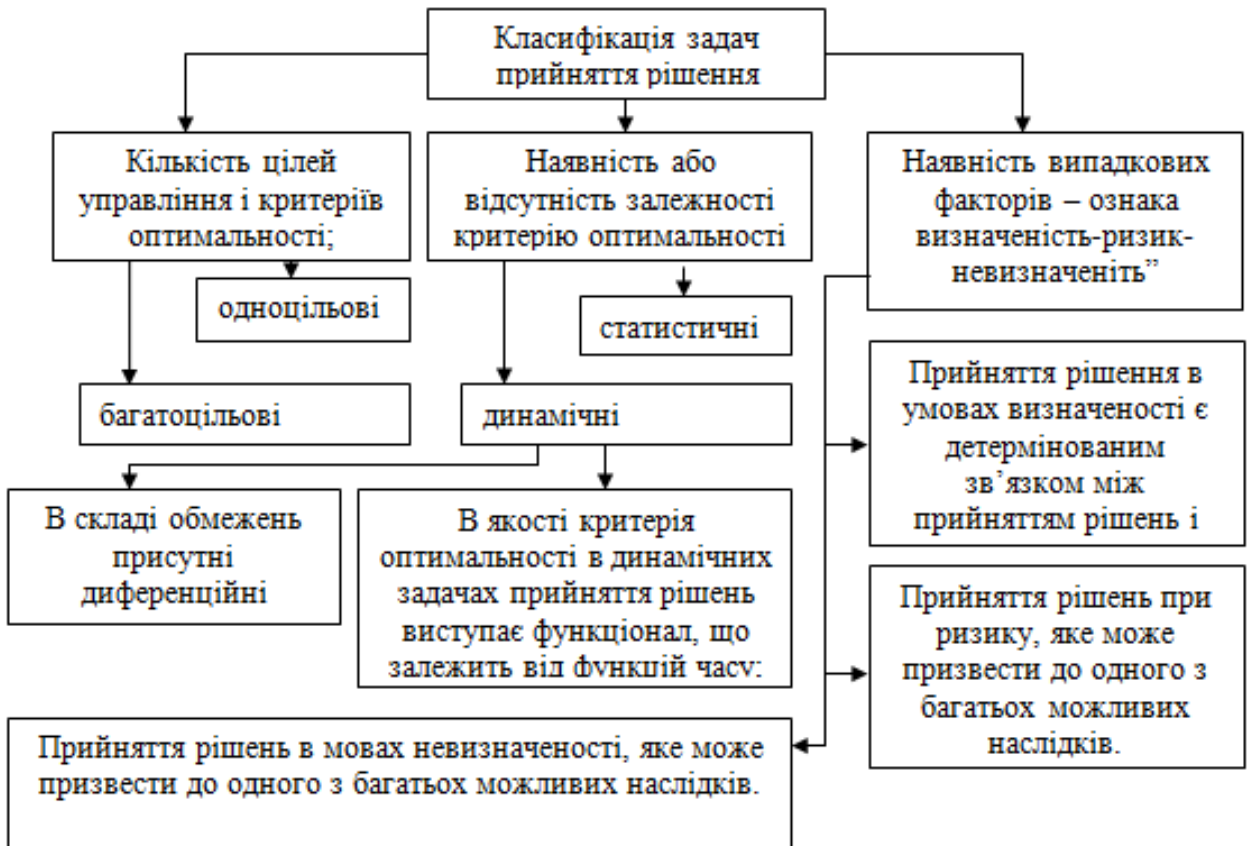 Класифікація задач
прийняття рішення
Кількість цілей
управління і критеріїв
оптимальності;
Наявність або
відсутність залежності
критерію оптимальності
Наявність випадкових
факторів – ознака
визначеність-ризик-
невизначеніть”
одноцільові
статистичні
багатоцільові
динамічні
Прийняття рішення в
умовах визначеності є
детермінованим
зв’язком між
прийняттям рішень і
В складі обмежень
присутні
диференційні
В якості критерія
оптимальності в динамічних
задачах прийняття рішень
виступає функціонал, що
залежить від функцій часу;
Прийняття рішень при
ризику, яке може
призвести до одного з
багатьох можливих
наслідків.
Прийняття рішень в мовах невизначеності, яке може
призвести до одного з багатьох можливих наслідків.